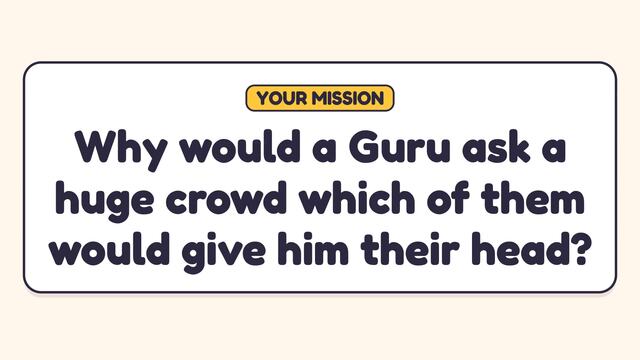 YOUR MISSION
Why would a Guru ask a
huge crowd which of them
would give him their head?